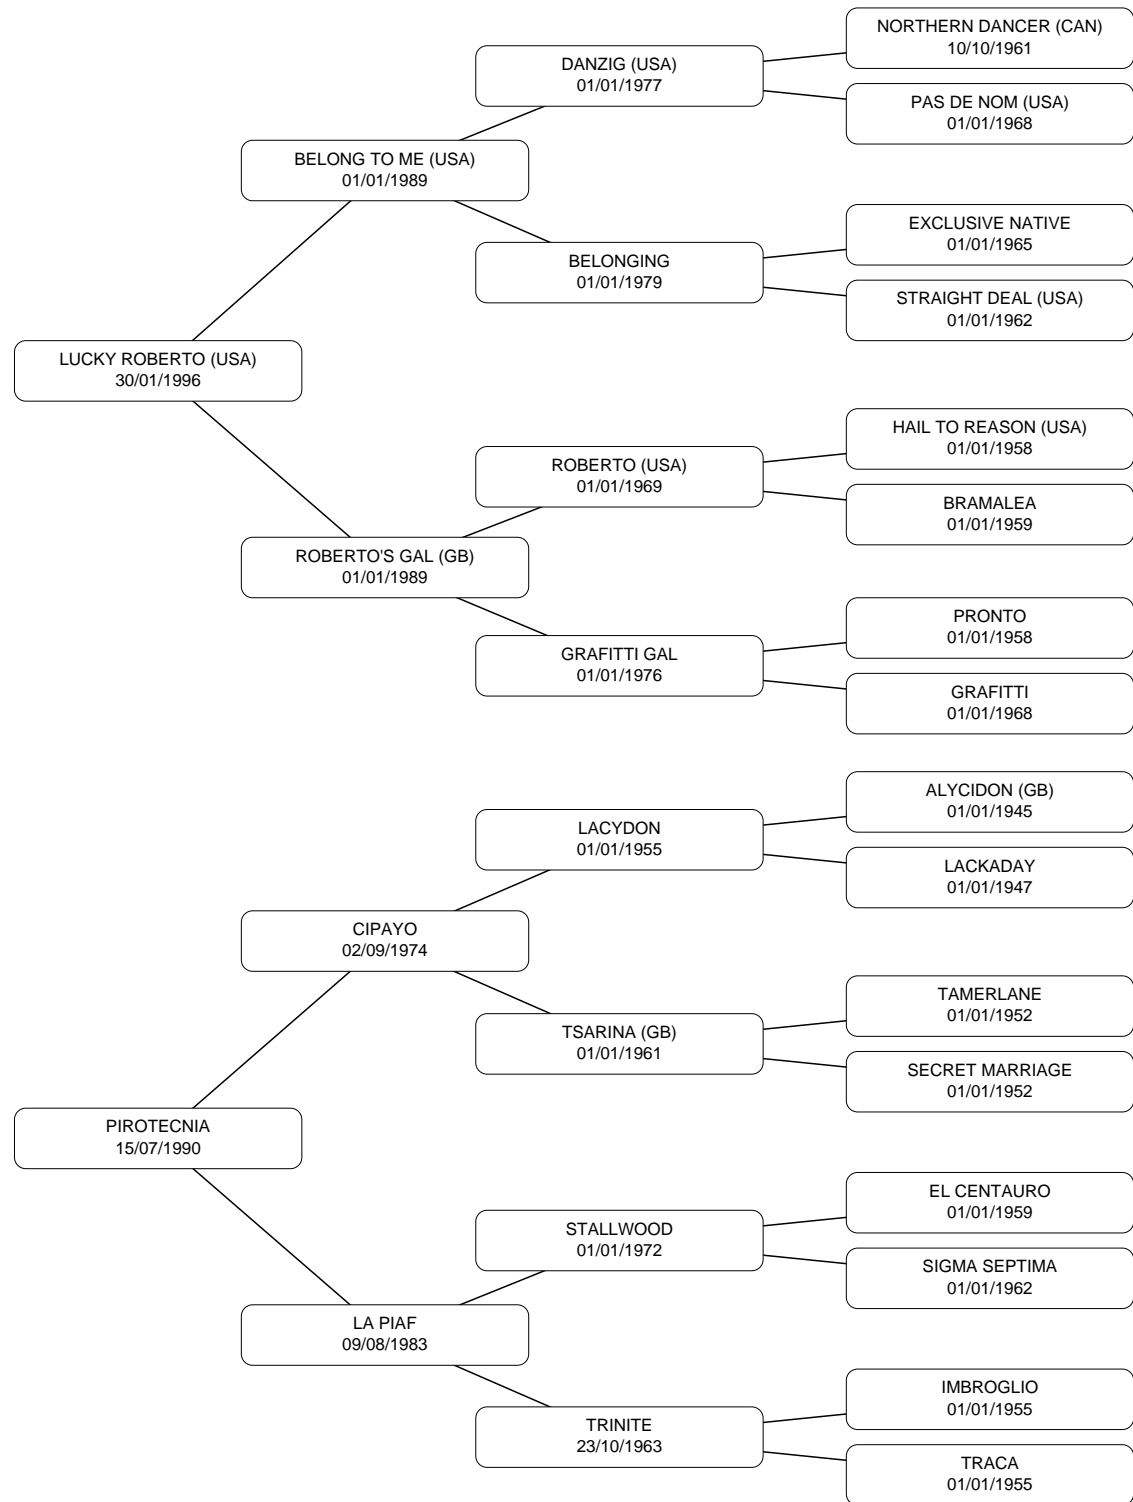 NORTHERN DANCER (CAN)
10/10/1961
DANZIG (USA)
01/01/1977
PAS DE NOM (USA)
01/01/1968
BELONG TO ME (USA)
01/01/1989
EXCLUSIVE NATIVE
01/01/1965
BELONGING
01/01/1979
STRAIGHT DEAL (USA)
01/01/1962
LUCKY ROBERTO (USA)
30/01/1996
HAIL TO REASON (USA)
01/01/1958
ROBERTO (USA)
01/01/1969
BRAMALEA
01/01/1959
ROBERTO'S GAL (GB)
01/01/1989
PRONTO
01/01/1958
GRAFITTI GAL
01/01/1976
GRAFITTI
01/01/1968
ALYCIDON (GB)
01/01/1945
LACYDON
01/01/1955
LACKADAY
01/01/1947
CIPAYO
02/09/1974
TAMERLANE
01/01/1952
TSARINA (GB)
01/01/1961
SECRET MARRIAGE
01/01/1952
PIROTECNIA
15/07/1990
EL CENTAURO
01/01/1959
STALLWOOD
01/01/1972
SIGMA SEPTIMA
01/01/1962
LA PIAF
09/08/1983
IMBROGLIO
01/01/1955
TRINITE
23/10/1963
TRACA
01/01/1955